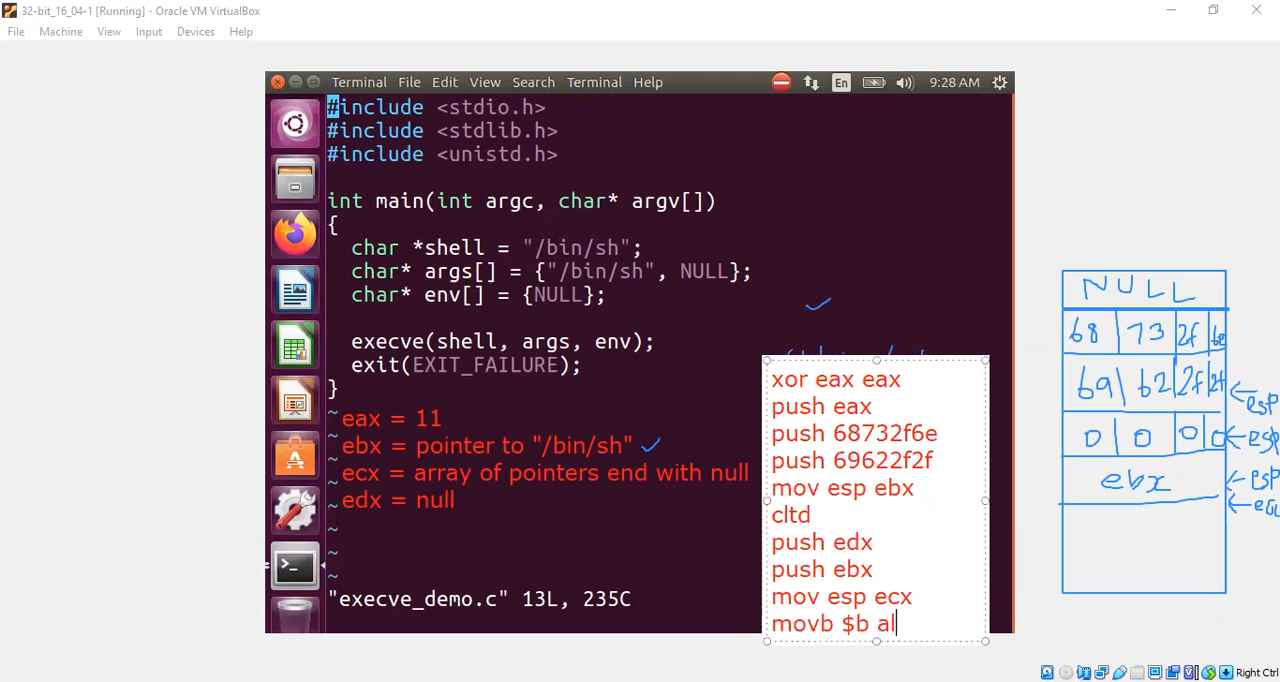 32-bit_16_04-1 [Running] - Oracle VM VirtualBox
File Machine View Input Devices Help
Terminal File Edit View Search Terminal Help En 9:28 AM
#include <stdio.h>
#include <stdlib.h>
#include <unistd.h>
int main(int argc, char* argv[])
{
char *shell = "/bin/sh";
char* args[] = {"/bin/sh", NULL};
char* env[] = {NULL};
execve(shell, args, env);
exit(EXIT_FAILURE);
}
~ eax = 11
~ ebx = pointer to "/bin/sh"
~ ecx = array of pointers end with null
~ edx = null
~
~
~
"execve_demo.c" 13L, 235C
xor eax eax
push eax
push 68732f6e
push 69622f2f
mov esp ebx
cltd
push edx
push ebx
mov esp ecx
movb $b al
NULL
68 73 2f 6e
69 62 2f 2f
esp
0 0 0 0
esp
ebx
esp
Right Ctrl